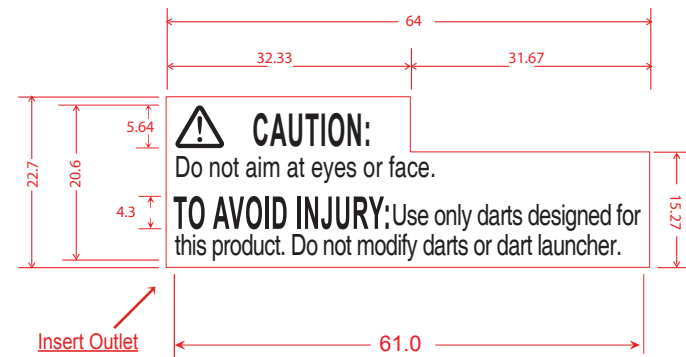 64
32.33
31.67
5.64
22.7
20.6
4.3
15.27
CAUTION:
Do not aim at eyes or face.
TO AVOID INJURY:Use only darts designed for
this product. Do not modify darts or dart launcher.
Insert Outlet
61.0